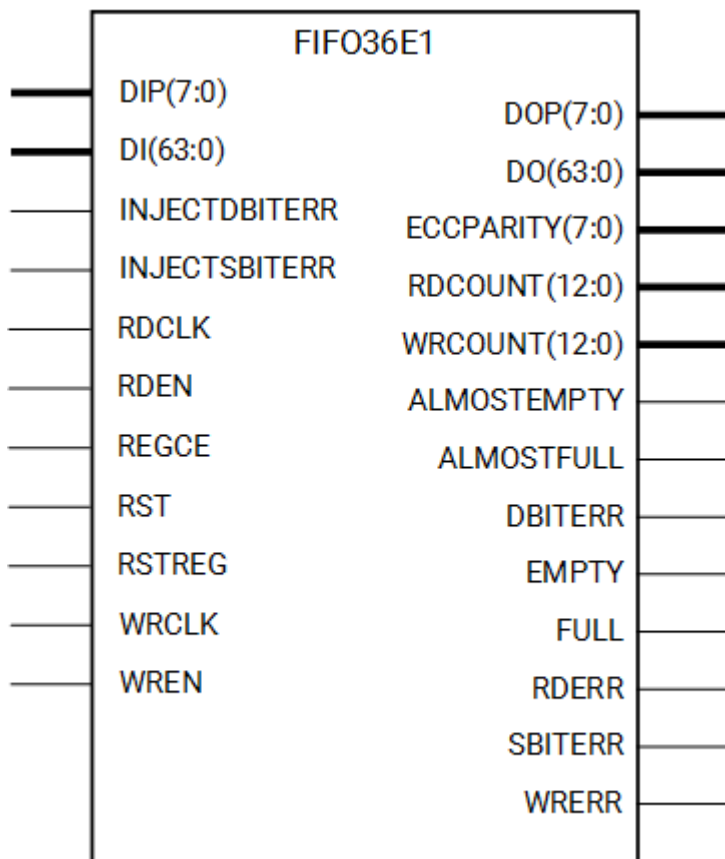 FIFO36E1
DIP(7:0)
DI(63:0)
INJECTDBITERR
INJECTSBITERR
RDCLK
RDEN
REGCE
RST
RSTREG
WRCLK
WREN
DOP(7:0)
DO(63:0)
ECCPARITY(7:0)
RDCOUNT(12:0)
WRCOUNT(12:0)
ALMOSTEMPTY
ALMOSTFULL
DBITERR
EMPTY
FULL
RDERR
SBITERR
WRERR